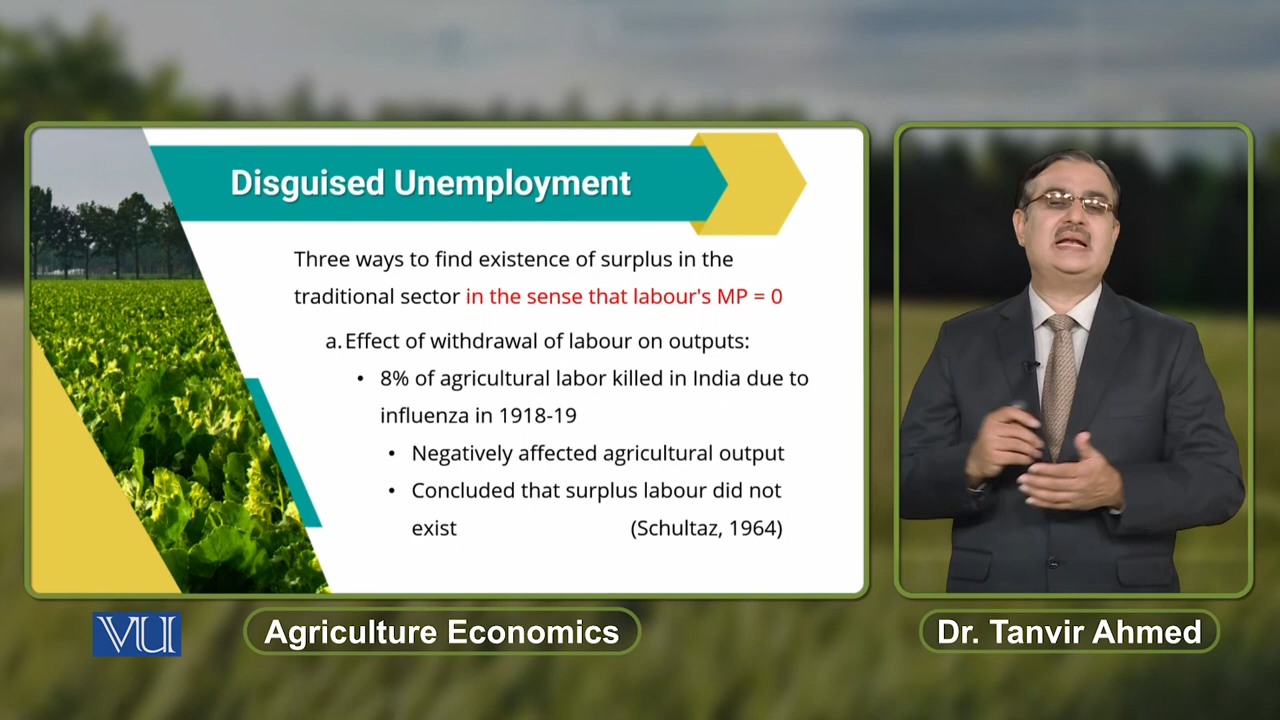 Disguised Unemployment
Three ways to find existence of surplus in the
traditional sector in the sense that labour's MP = 0
a. Effect of withdrawal of labour on outputs:
• 8% of agricultural labor killed in India due to
influenza in 1918-19
• Negatively affected agricultural output
• Concluded that surplus labour did not
exist (Schultaz, 1964)
VU
Agriculture Economics
Dr. Tanvir Ahmed